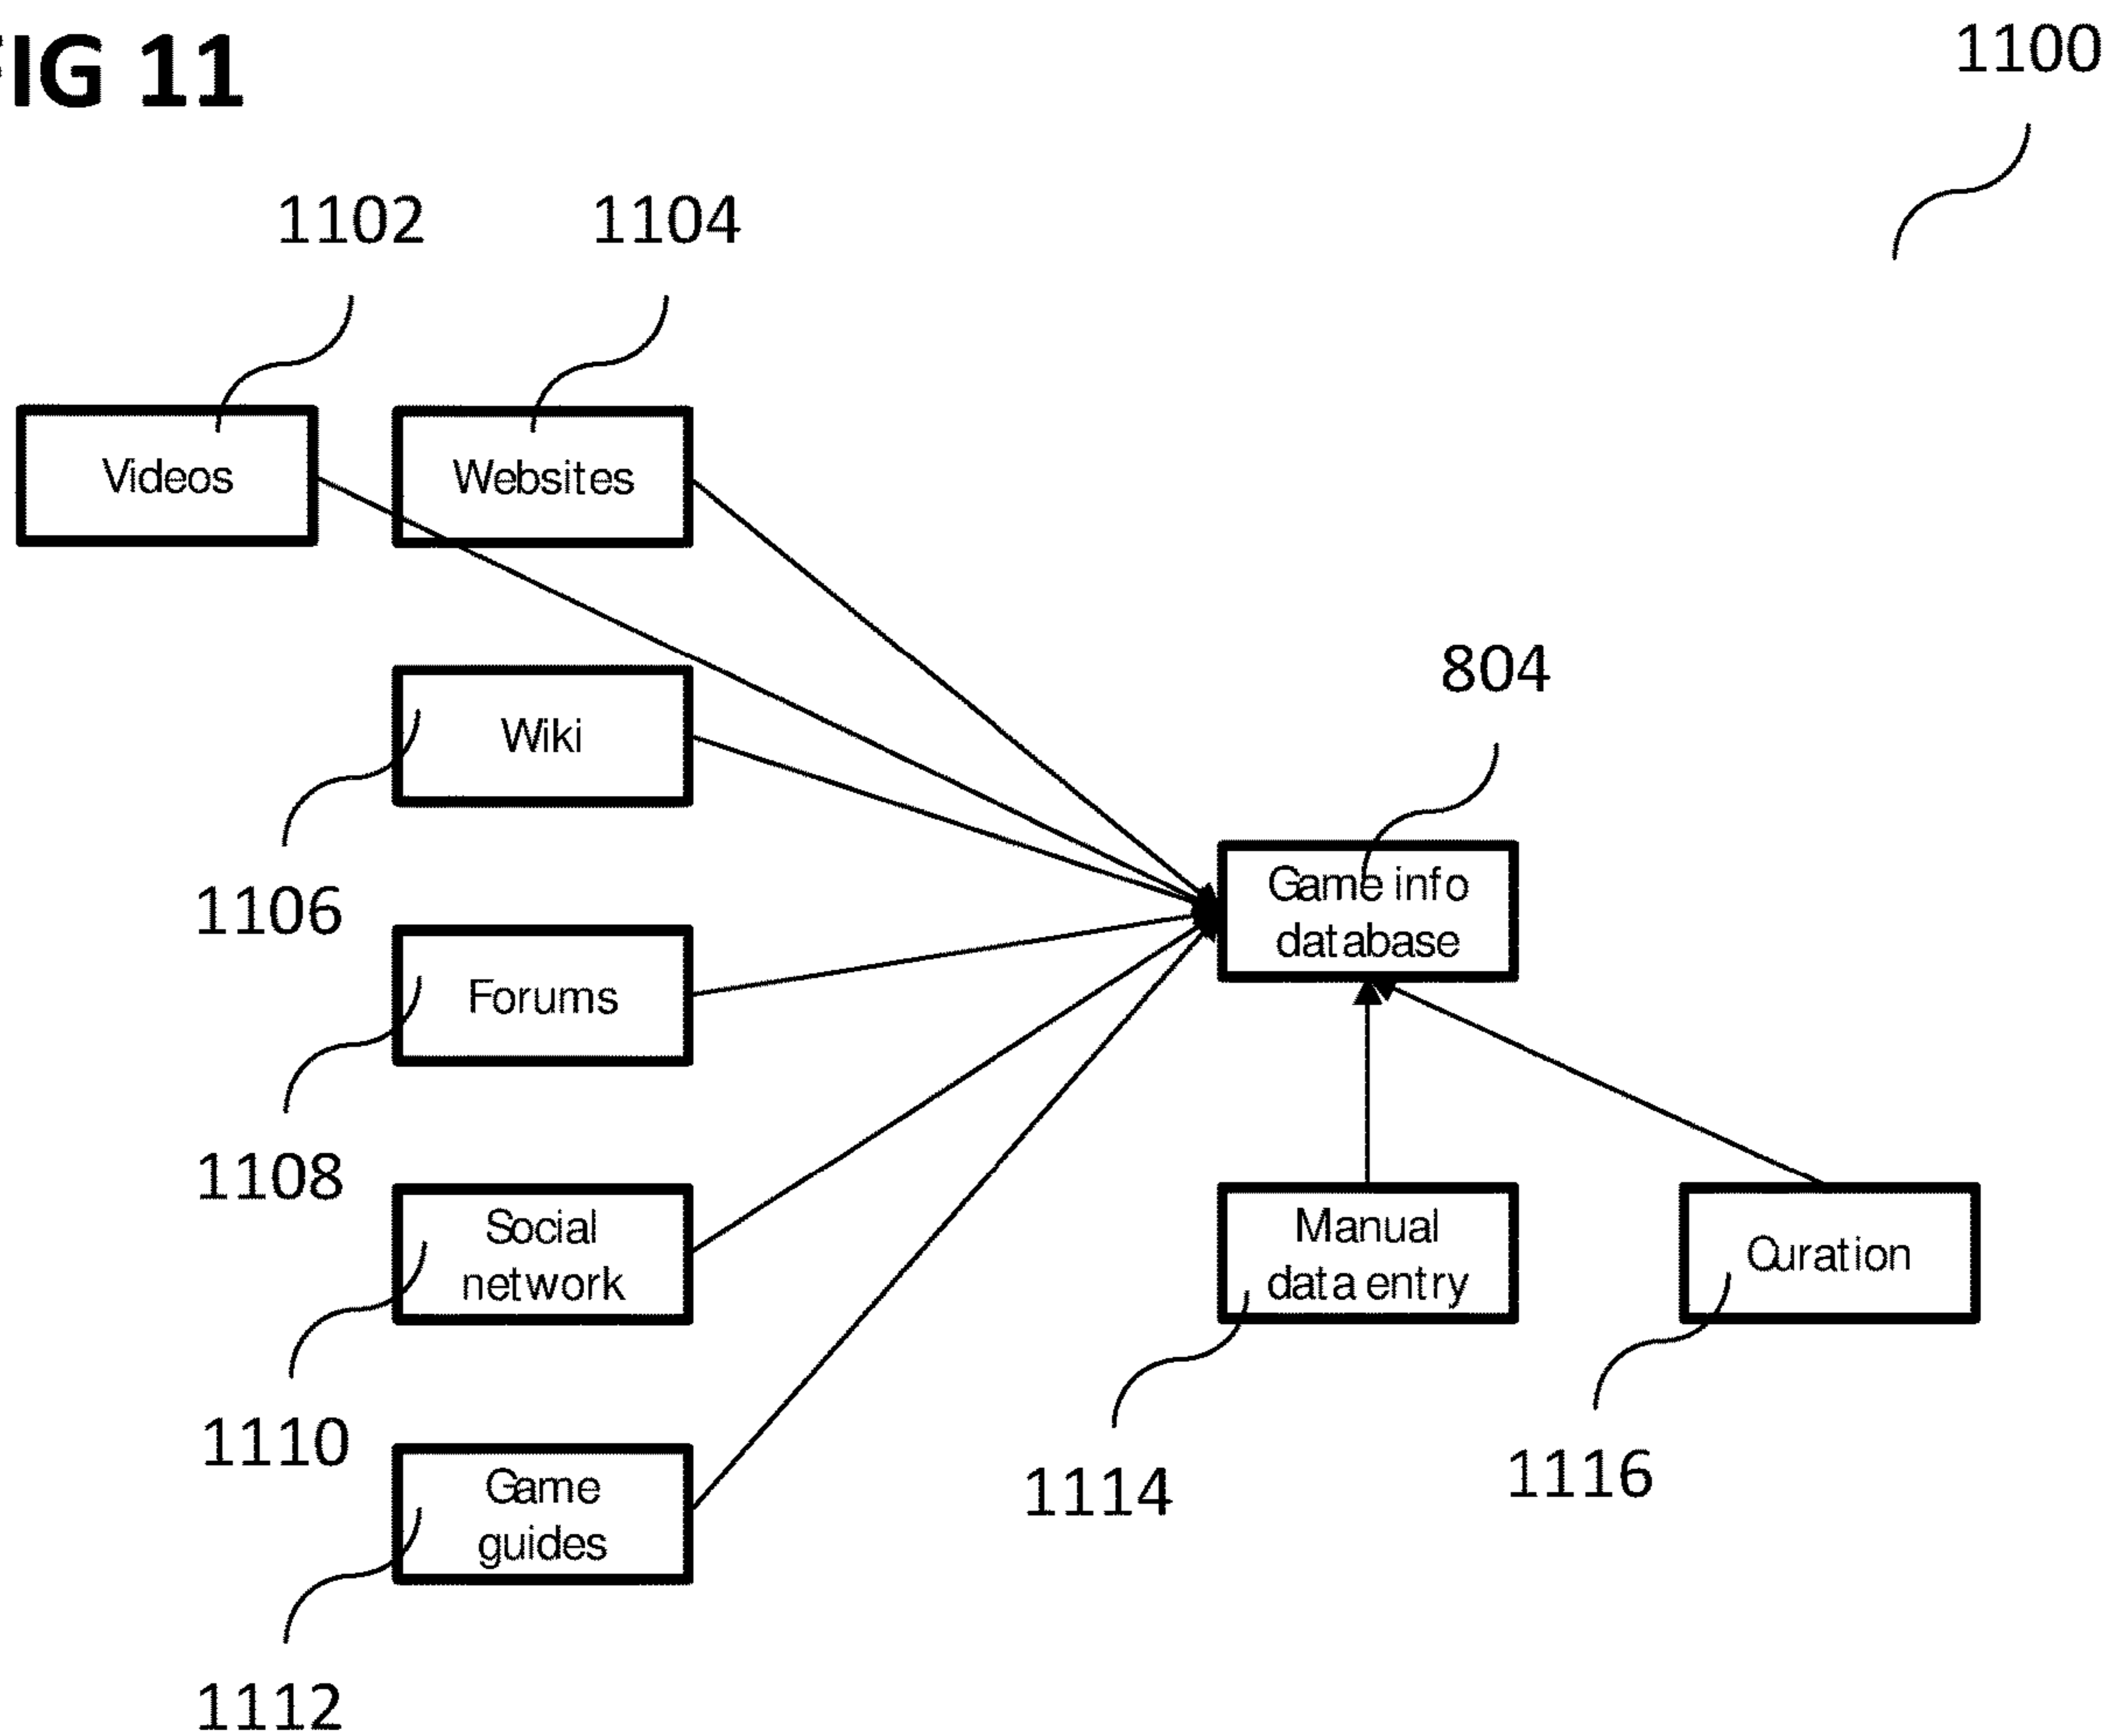 FIG 11
1100
1102
1104
Videos
Websites
804
Wiki
Game info
database
1106
Forums
1108
Social
network
Manual
data entry
Curation
1110
1114
1116
Game
guides
1112